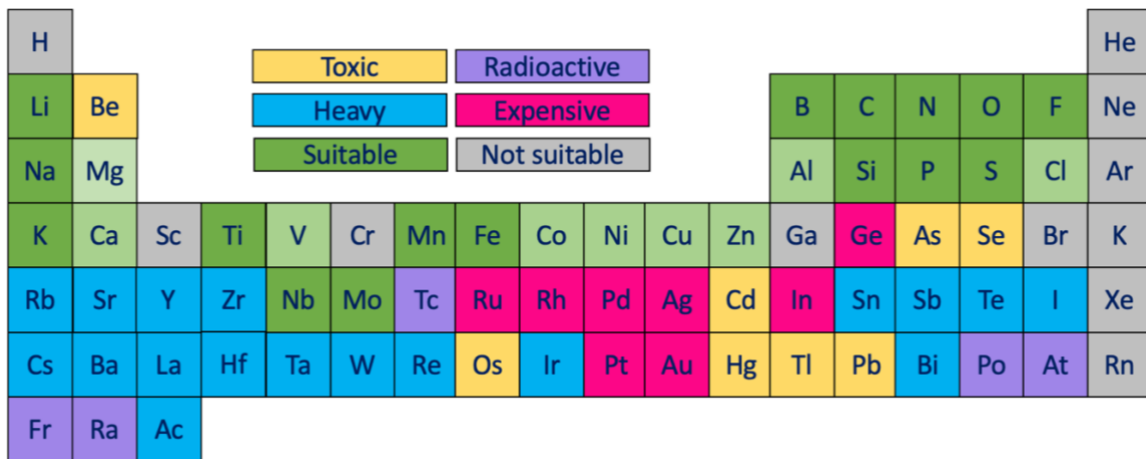 H He
Toxic Radioactive
Li Be Heavy Expensive B C N O F Ne
Suitable Not suitable
Na Mg Al Si P S Cl Ar
K Ca Sc Ti V Cr Mn Fe Co Ni Cu Zn Ga Ge As Se Br K
Rb Sr Y Zr Nb Mo Tc Ru Rh Pd Ag Cd In Sn Sb Te I Xe
Cs Ba La Hf Ta W Re Os Ir Pt Au Hg Tl Pb Bi Po At Rn
Fr Ra Ac